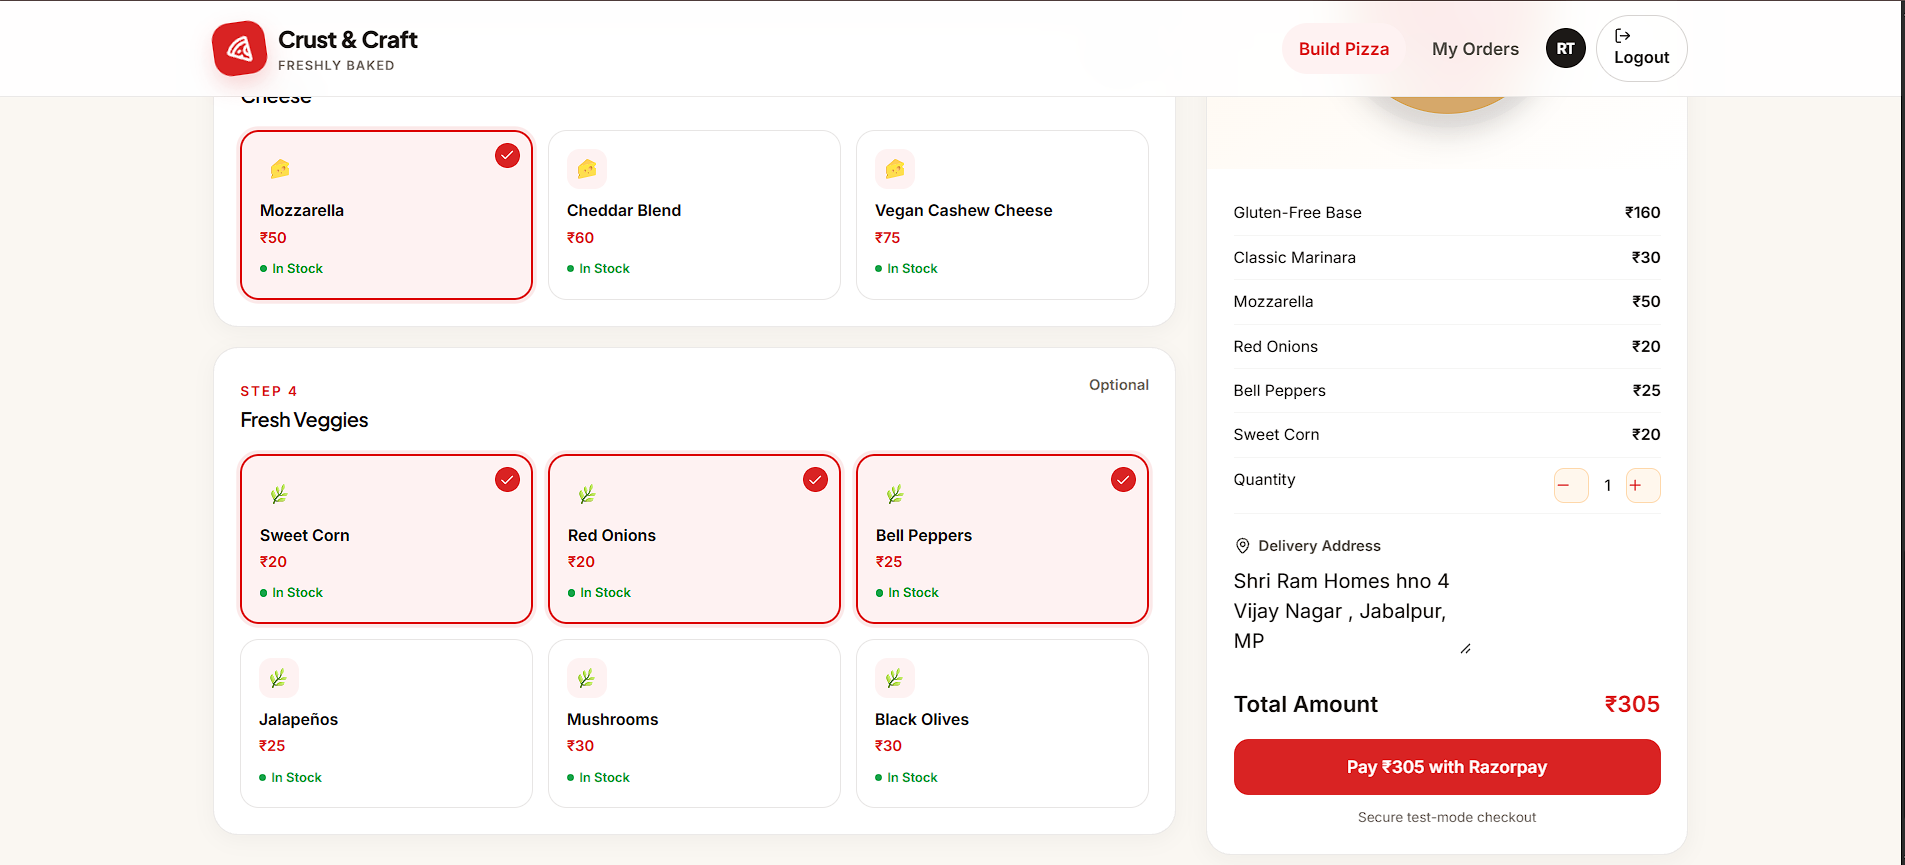 Crust & Craft
FRESHLY BAKED
Build Pizza
My Orders
RT
Logout
Cheese
Mozzarella
₹50
In Stock
Cheddar Blend
₹60
In Stock
Vegan Cashew Cheese
₹75
In Stock
STEP 4
Optional
Fresh Veggies
Sweet Corn
₹20
In Stock
Red Onions
₹20
In Stock
Bell Peppers
₹25
In Stock
Jalapeños
₹25
In Stock
Mushrooms
₹30
In Stock
Black Olives
₹30
In Stock
Gluten-Free Base ₹160
Classic Marinara ₹30
Mozzarella ₹50
Red Onions ₹20
Bell Peppers ₹25
Sweet Corn ₹20
Quantity − 1 +
Delivery Address
Shri Ram Homes hno 4
Vijay Nagar , Jabalpur,
MP
Total Amount ₹305
Pay ₹305 with Razorpay
Secure test-mode checkout